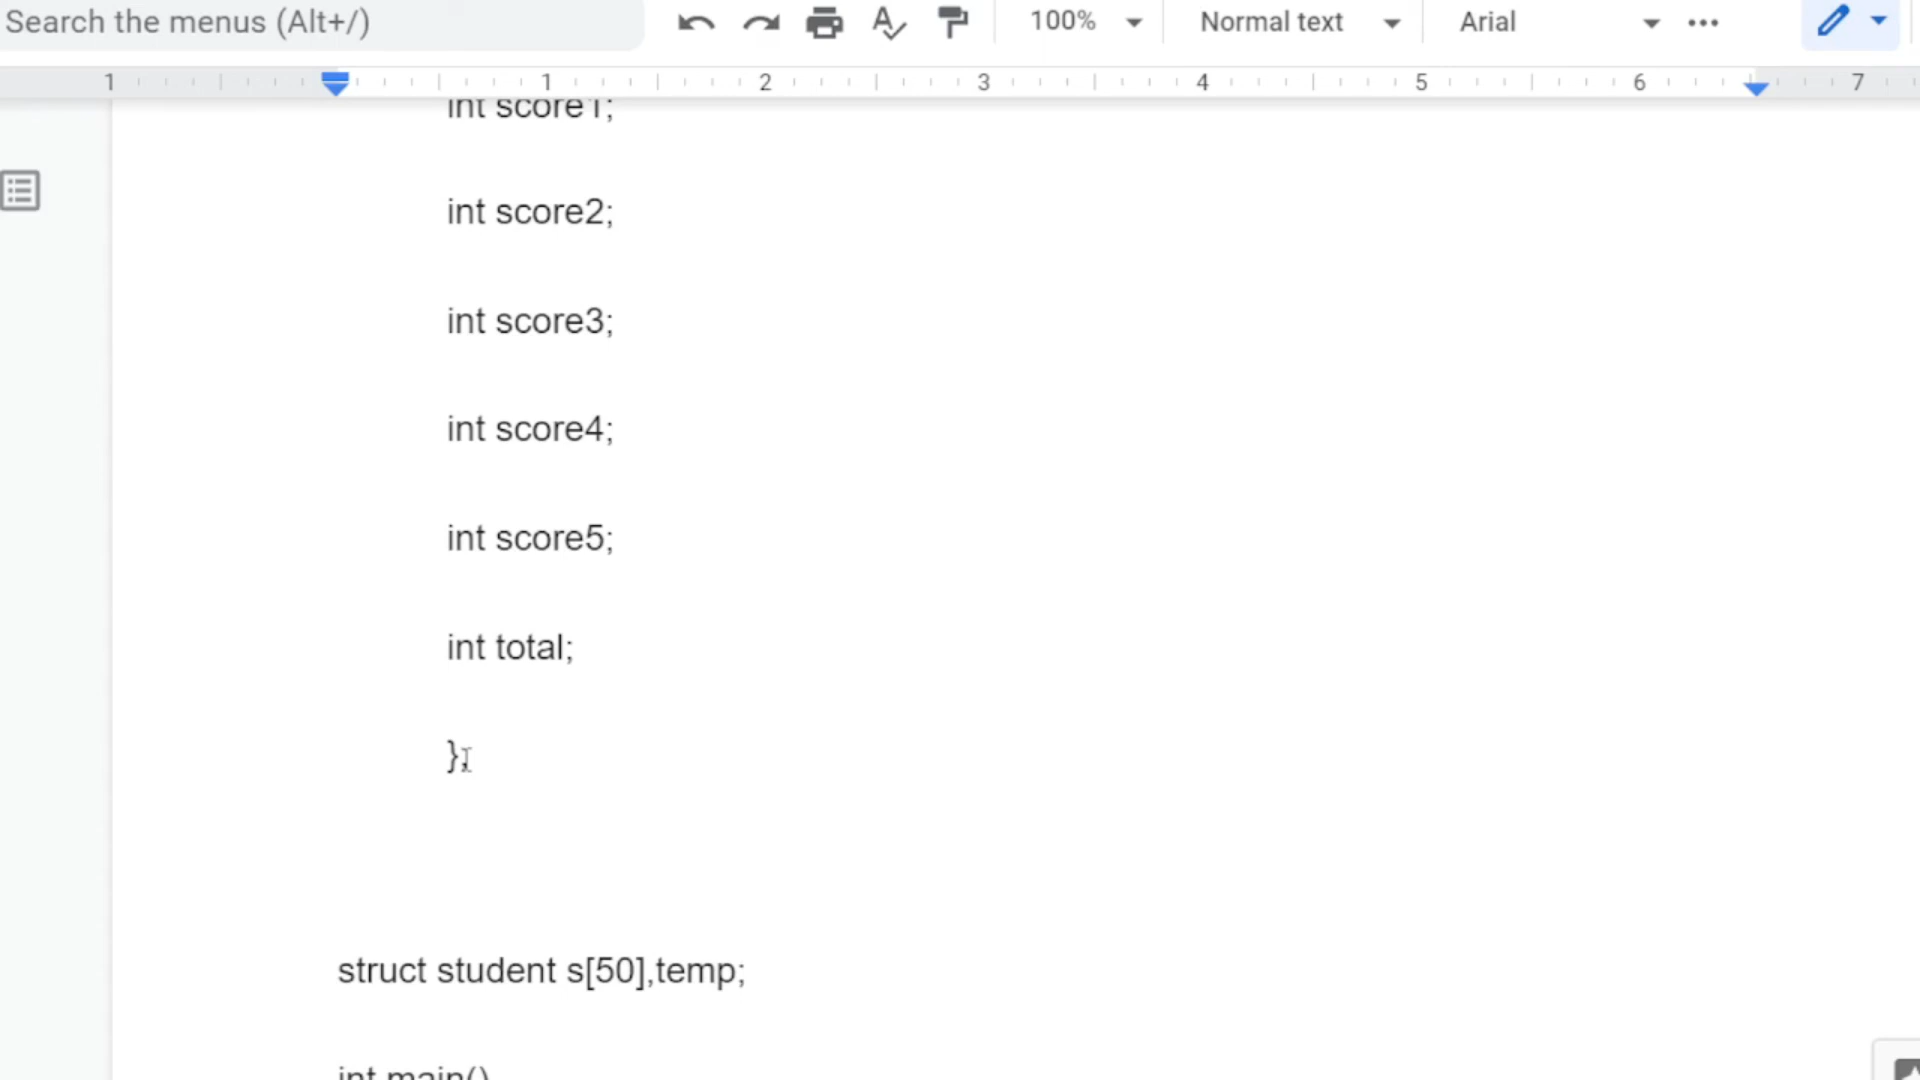 Search the menus (Alt+/) 100% Normal text Arial
1 1 2 3 4 5 6 7
int score1;
int score2;
int score3;
int score4;
int score5;
int total;
};
struct student s[50],temp;
int main()